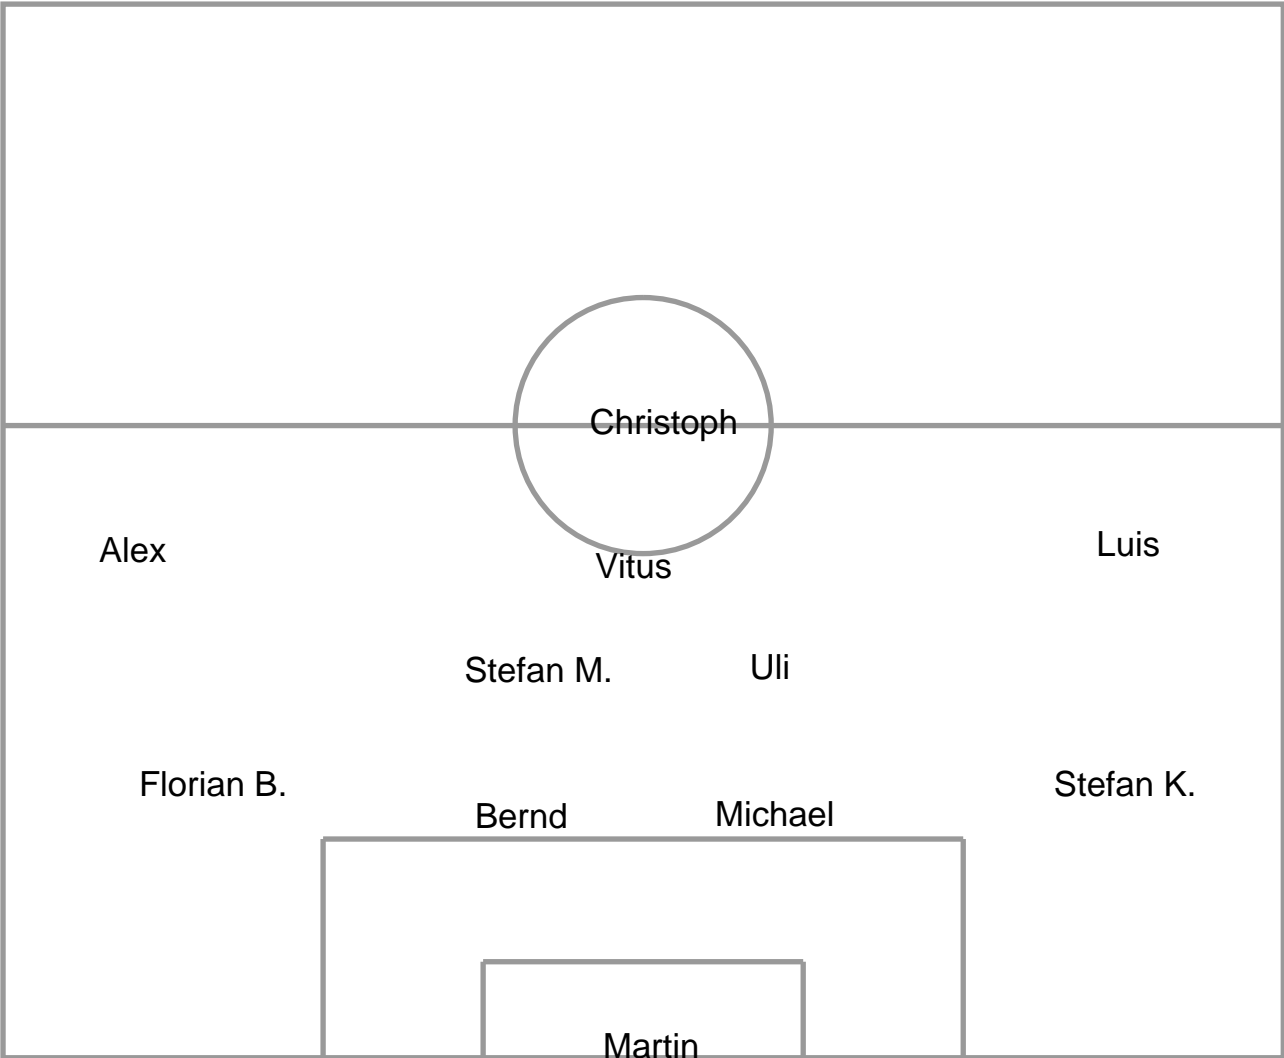 Christoph
Alex
Luis
Vitus
Stefan M.
Uli
Florian B.
Stefan K.
Bernd
Michael
Martin